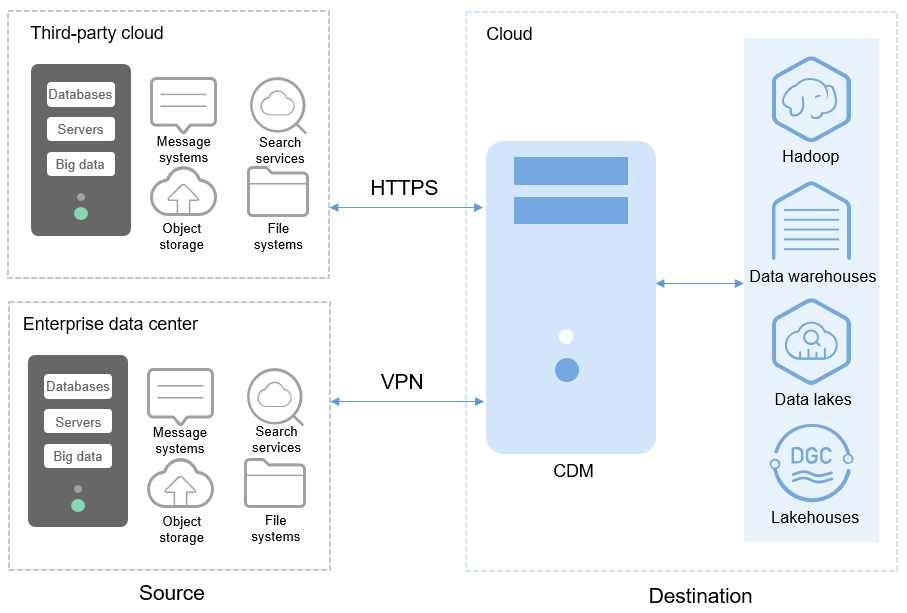 Third-party cloud
Databases
Servers
Big data
Message
systems
Search
services
Object
storage
File
systems
HTTPS
Enterprise data center
Databases
Servers
Big data
Message
systems
Search
services
Object
storage
File
systems
VPN
Source
Cloud
CDM
Hadoop
Data warehouses
Data lakes
DGC
Lakehouses
Destination